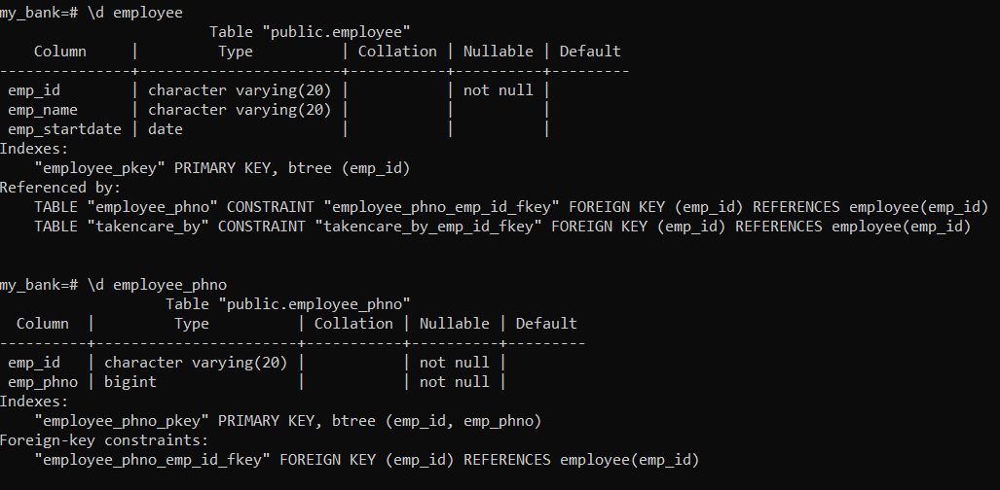 my_bank=# \d employee
                        Table "public.employee"
    Column     |         Type          | Collation | Nullable | Default
---------------+-----------------------+-----------+----------+---------
 emp_id        | character varying(20) |           | not null |
 emp_name      | character varying(20) |           |          |
 emp_startdate | date                  |           |          |
Indexes:
    "employee_pkey" PRIMARY KEY, btree (emp_id)
Referenced by:
    TABLE "employee_phno" CONSTRAINT "employee_phno_emp_id_fkey" FOREIGN KEY (emp_id) REFERENCES employee(emp_id)
    TABLE "takencare_by" CONSTRAINT "takencare_by_emp_id_fkey" FOREIGN KEY (emp_id) REFERENCES employee(emp_id)
my_bank=# \d employee_phno
                   Table "public.employee_phno"
  Column  |         Type          | Collation | Nullable | Default
----------+-----------------------+-----------+----------+---------
 emp_id   | character varying(20) |           | not null |
 emp_phno | bigint                |           | not null |
Indexes:
    "employee_phno_pkey" PRIMARY KEY, btree (emp_id, emp_phno)
Foreign-key constraints:
    "employee_phno_emp_id_fkey" FOREIGN KEY (emp_id) REFERENCES employee(emp_id)